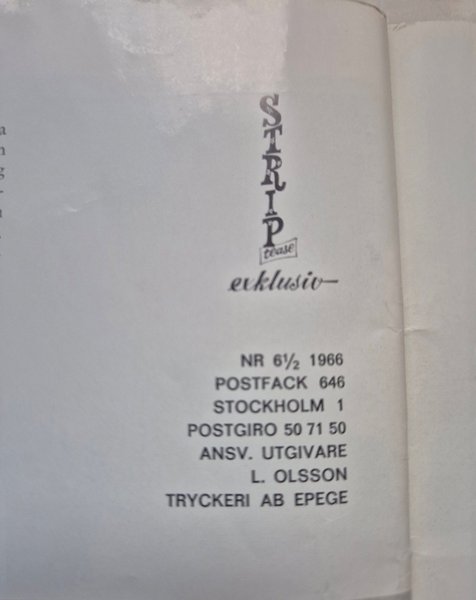 a
n
g
-
STRIP
tease
exklusiv
NR 6½ 1966
POSTFACK 646
STOCKHOLM 1
POSTGIRO 50 71 50
ANSV. UTGIVARE
L. OLSSON
TRYCKERI AB EPEGE